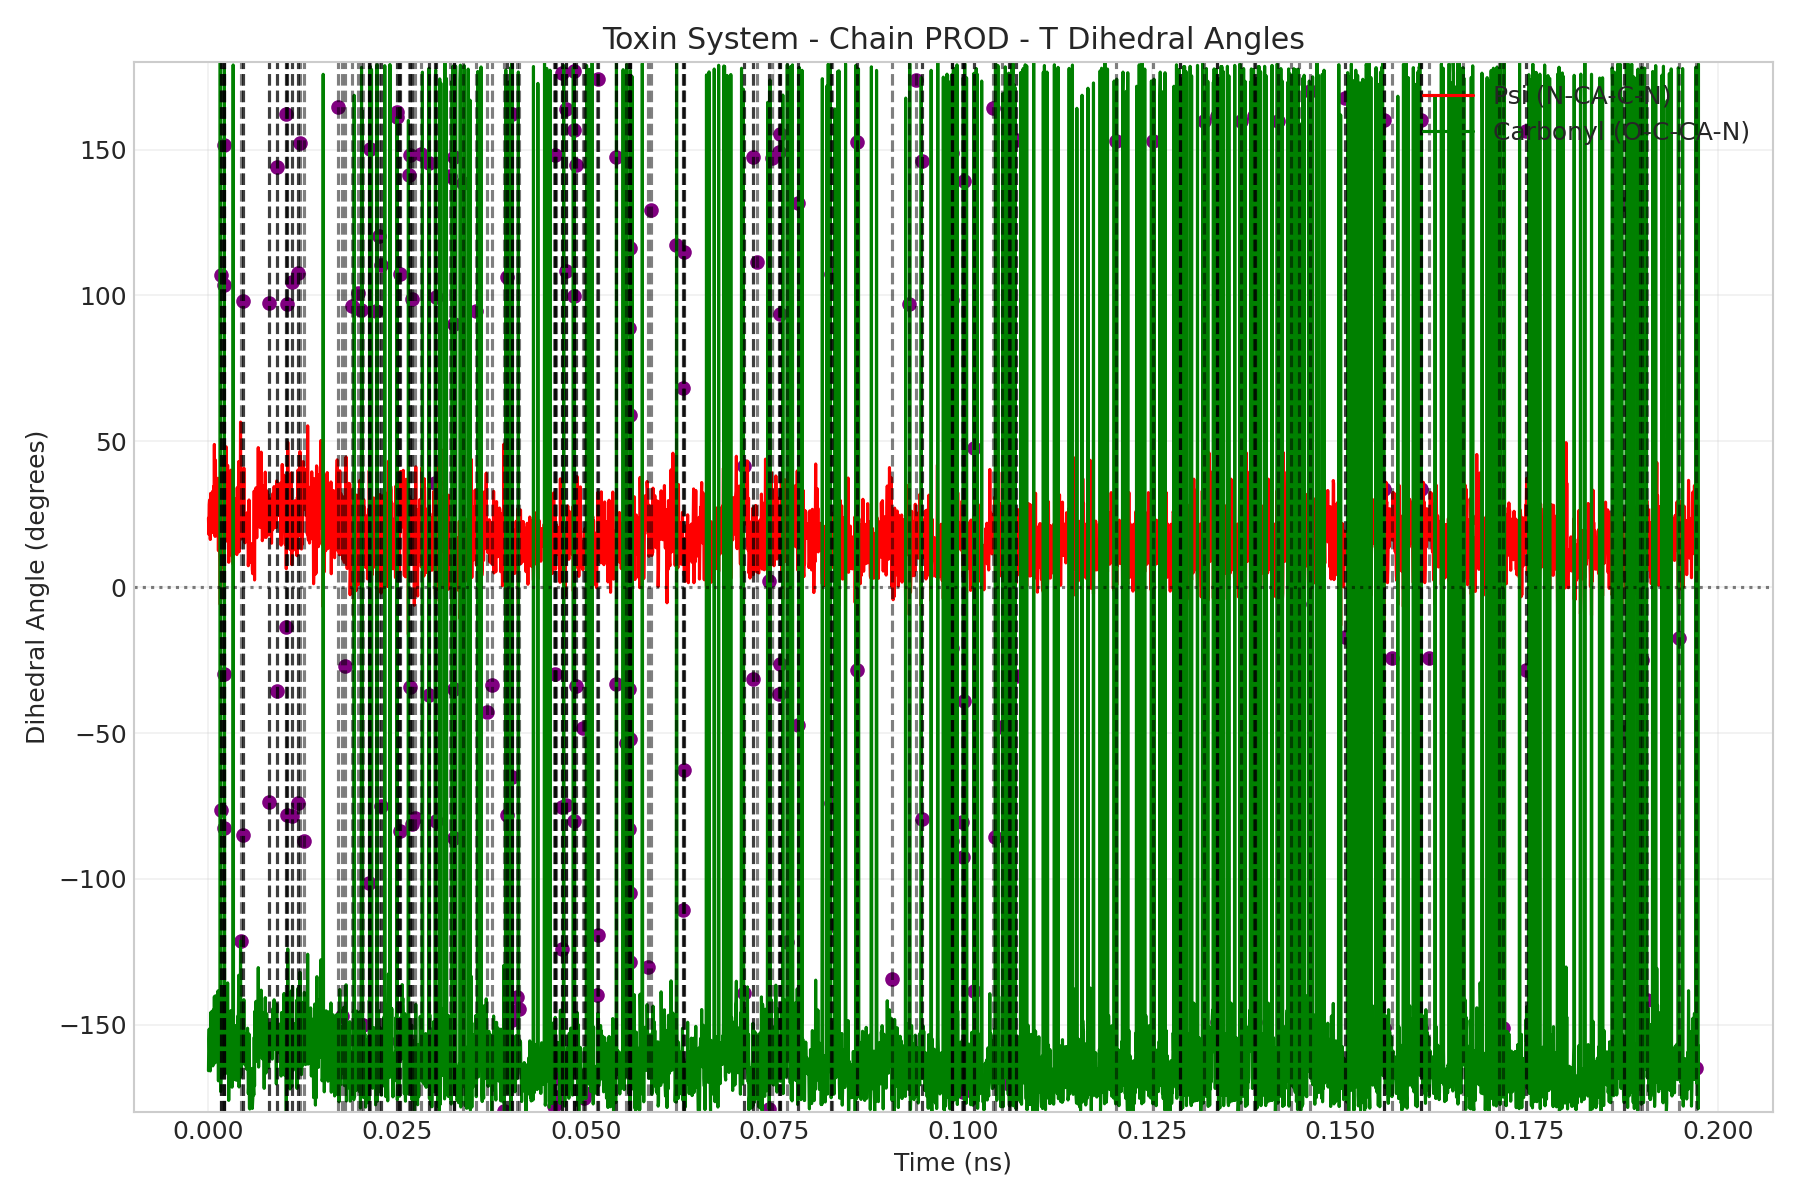 Toxin System - Chain PROD - T Dihedral Angles
Psi (N-CA-C-N)
Carbonyl (O-C-CA-N)
150
100
50
0
−50
−100
−150
Dihedral Angle (degrees)
0.000 0.025 0.050 0.075 0.100 0.125 0.150 0.175 0.200
Time (ns)